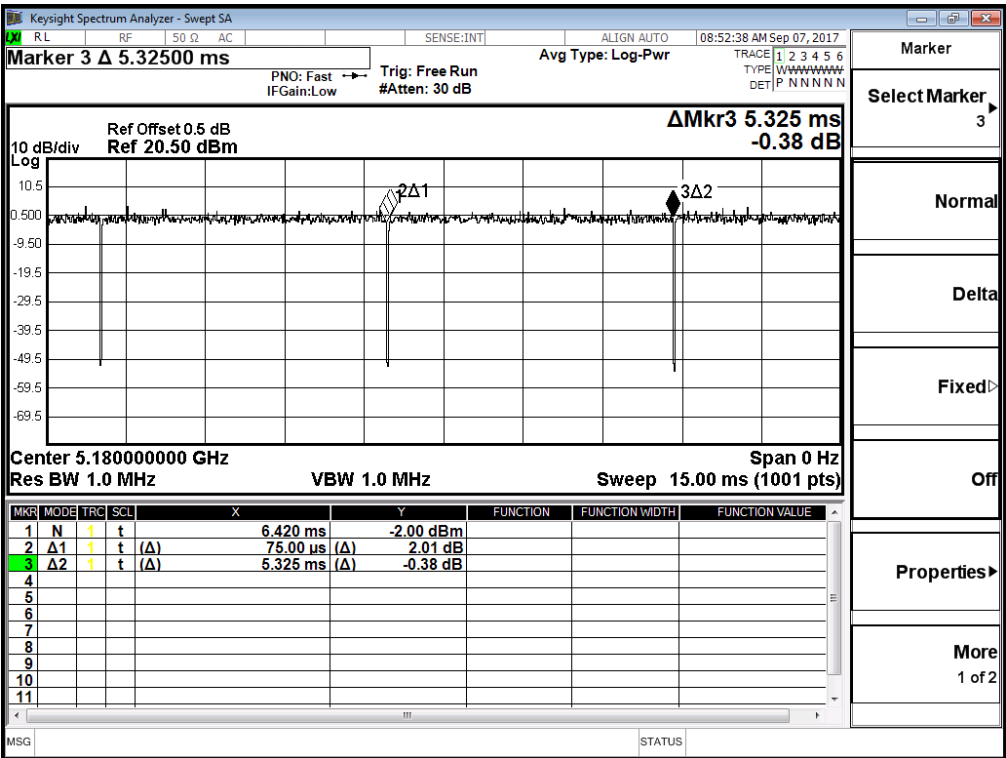 Keysight Spectrum Analyzer - Swept SA
LXI RL RF 50 Ω AC SENSE:INT ALIGN AUTO 08:52:38 AM Sep 07, 2017
Marker 3 Δ 5.32500 ms
PNO: Fast
IFGain:Low
Trig: Free Run
#Atten: 30 dB
Avg Type: Log-Pwr
TRACE 1 2 3 4 5 6
TYPE WWWWWW
DET P N N N N N
Ref Offset 0.5 dB
10 dB/div Ref 20.50 dBm
Log
ΔMkr3 5.325 ms
-0.38 dB
10.5
0.500
-9.50
-19.5
-29.5
-39.5
-49.5
-59.5
-69.5
2Δ1
3Δ2
Center 5.180000000 GHz Span 0 Hz
Res BW 1.0 MHz VBW 1.0 MHz Sweep 15.00 ms (1001 pts)
MKR MODE TRC SCL X Y FUNCTION FUNCTION WIDTH FUNCTION VALUE
1 N 1 t 6.420 ms -2.00 dBm
2 Δ1 1 t (Δ) 75.00 µs (Δ) 2.01 dB
3 Δ2 1 t (Δ) 5.325 ms (Δ) -0.38 dB
4
5
6
7
8
9
10
11
MSG STATUS
Marker
Select Marker
3
Normal
Delta
Fixed
Off
Properties
More
1 of 2